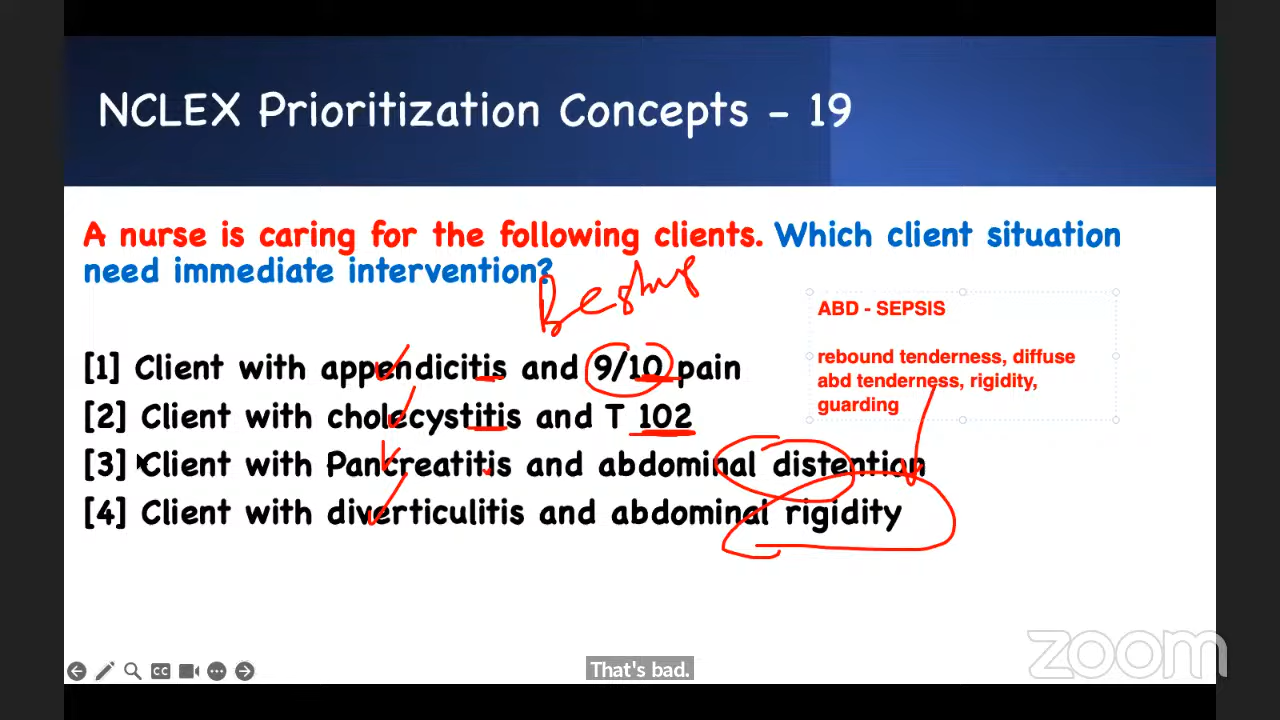 NCLEX Prioritization Concepts - 19
A nurse is caring for the following clients. Which client situation
need immediate intervention?
ABD - SEPSIS
rebound tenderness, diffuse
abd tenderness, rigidity,
guarding
[1] Client with appendicitis and 9/10 pain
[2] Client with cholecystitis and T 102
[3] Client with Pancreatitis and abdominal distention
[4] Client with diverticulitis and abdominal rigidity
zoom
CC
That's bad.